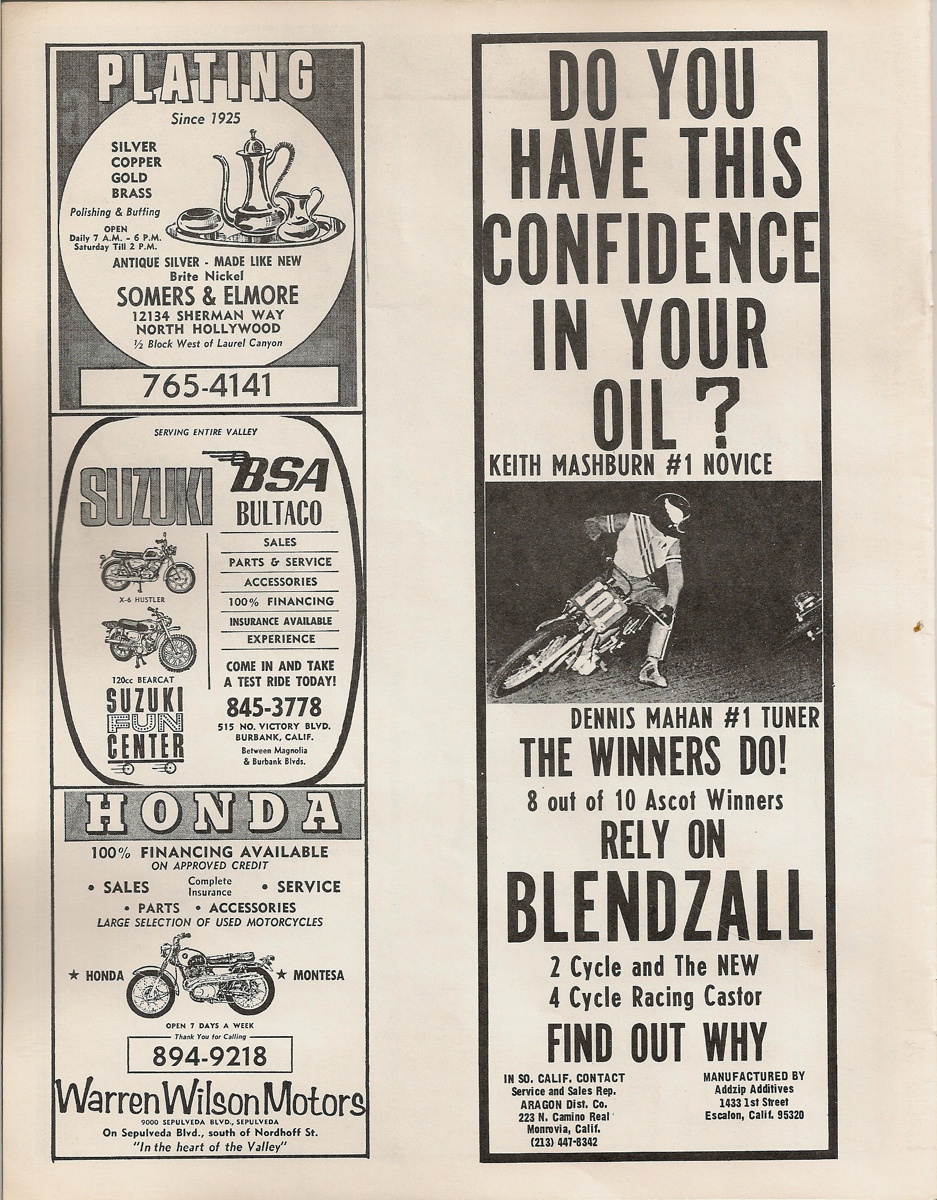 PLATING
Since 1925
SILVER
COPPER
GOLD
BRASS
Polishing & Buffing
OPEN
Daily 7 A.M. - 6 P.M.
Saturday Till 2 P.M.
ANTIQUE SILVER - MADE LIKE NEW
Brite Nickel
SOMERS & ELMORE
12134 SHERMAN WAY
NORTH HOLLYWOOD
½ Block West of Laurel Canyon
765-4141
SERVING ENTIRE VALLEY
SUZUKI
BSA
BULTACO
X-6 HUSTLER
120cc BEARCAT
SUZUKI
FUN
CENTER
SALES
PARTS & SERVICE
ACCESSORIES
100% FINANCING
INSURANCE AVAILABLE
EXPERIENCE
COME IN AND TAKE
A TEST RIDE TODAY!
845-3778
515 NO. VICTORY BLVD.
BURBANK, CALIF.
Between Magnolia
& Burbank Blvds.
HONDA
100% FINANCING AVAILABLE
ON APPROVED CREDIT
• SALES Complete Insurance • SERVICE
• PARTS • ACCESSORIES
LARGE SELECTION OF USED MOTORCYCLES
★ HONDA ★ MONTESA
OPEN 7 DAYS A WEEK
Thank You for Calling
894-9218
Warren Wilson Motors
9000 SEPULVEDA BLVD., SEPULVEDA
On Sepulveda Blvd., south of Nordhoff St.
"In the heart of the Valley"
DO YOU
HAVE THIS
CONFIDENCE
IN YOUR
OIL ?
KEITH MASHBURN #1 NOVICE
DENNIS MAHAN #1 TUNER
THE WINNERS DO!
8 out of 10 Ascot Winners
RELY ON
BLENDZALL
2 Cycle and The NEW
4 Cycle Racing Castor
FIND OUT WHY
IN SO. CALIF. CONTACT
Service and Sales Rep.
ARAGON Dist. Co.
223 N. Camino Real
Monrovia, Calif.
(213) 447-8342
MANUFACTURED BY
Addzip Additives
1433 1st Street
Escalon, Calif. 95320